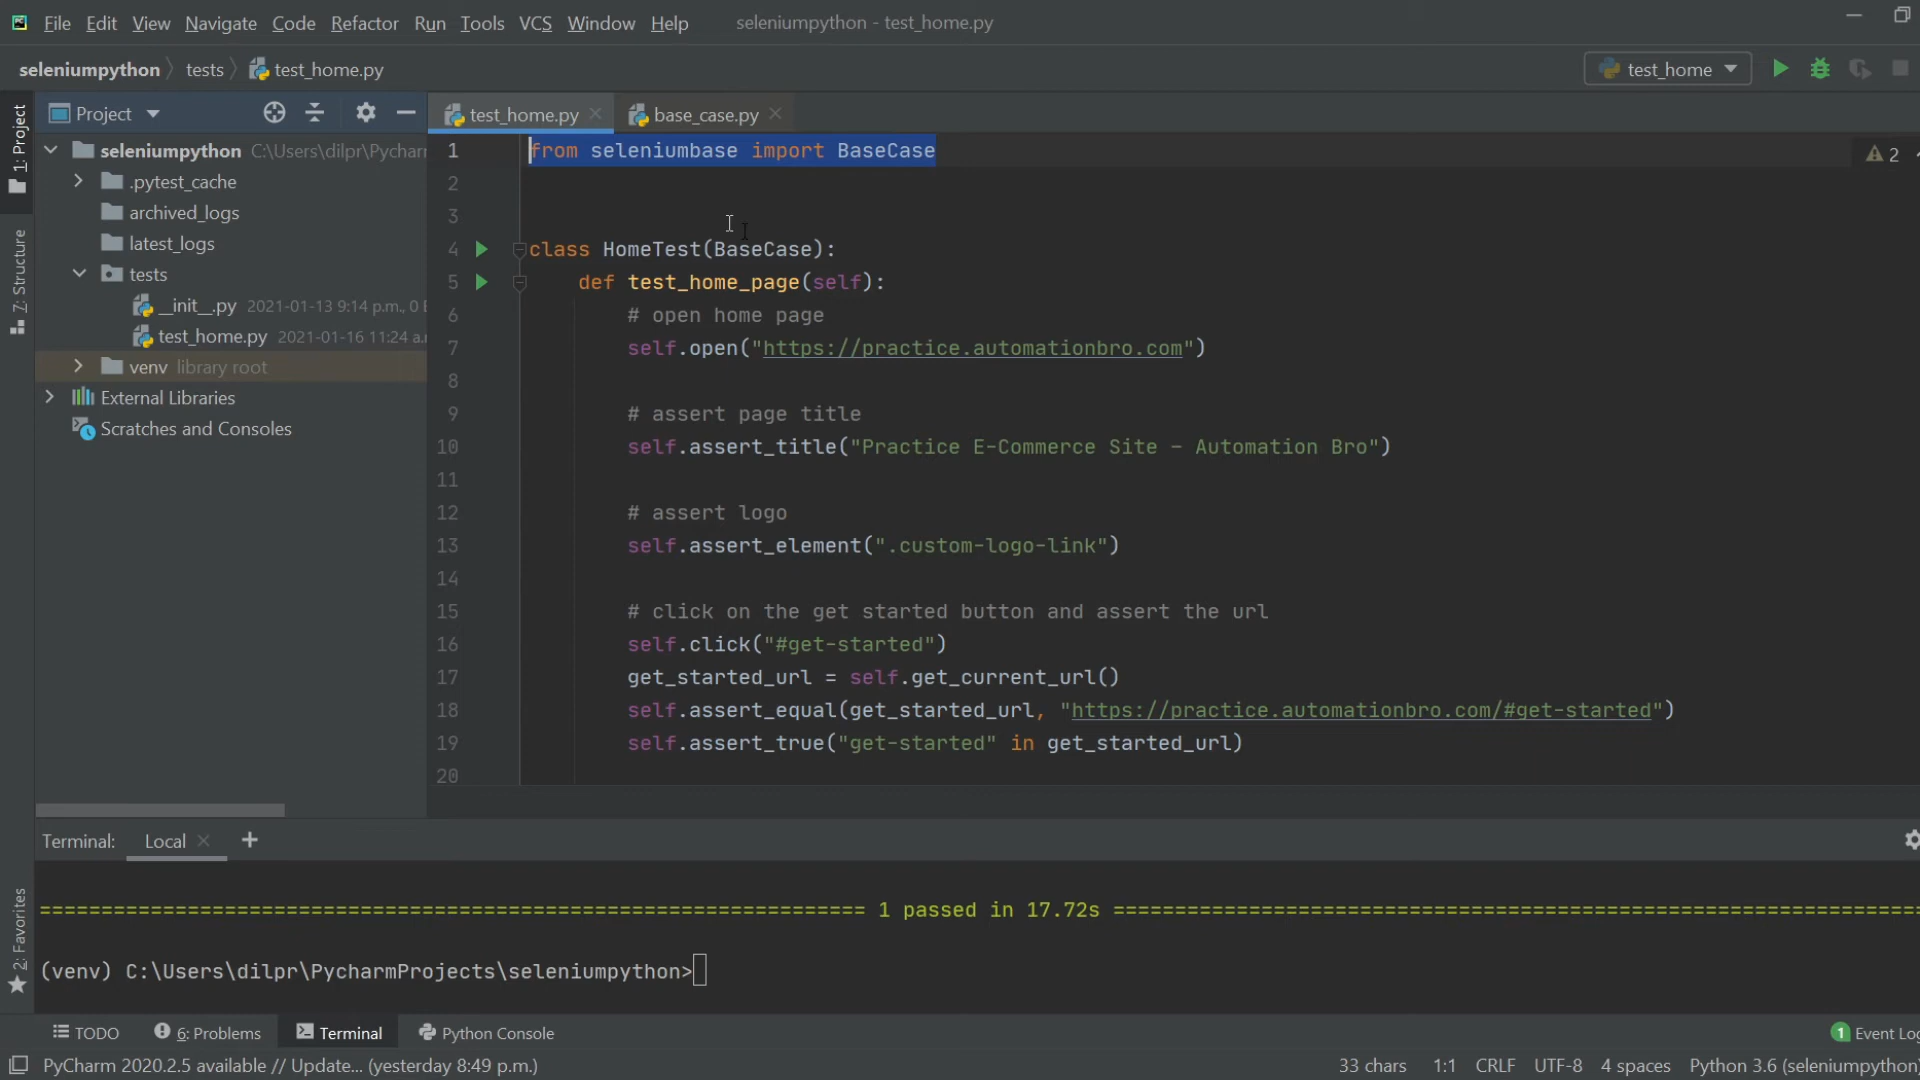 File Edit View Navigate Code Refactor Run Tools VCS Window Help seleniumpython - test_home.py
seleniumpython tests test_home.py test_home
Project test_home.py base_case.py
1: Project
Z: Structure
2: Favorites
seleniumpython C:\Users\dilpr\Pychar
.pytest_cache
archived_logs
latest_logs
tests
__init__.py 2021-01-13 9:14 p.m., 0
test_home.py 2021-01-16 11:24 a.
venv library root
External Libraries
Scratches and Consoles
2
1 from seleniumbase import BaseCase
2
3
4 class HomeTest(BaseCase):
5 def test_home_page(self):
6 # open home page
7 self.open("https://practice.automationbro.com")
8
9 # assert page title
10 self.assert_title("Practice E-Commerce Site – Automation Bro")
11
12 # assert logo
13 self.assert_element(".custom-logo-link")
14
15 # click on the get started button and assert the url
16 self.click("#get-started")
17 get_started_url = self.get_current_url()
18 self.assert_equal(get_started_url, "https://practice.automationbro.com/#get-started")
19 self.assert_true("get-started" in get_started_url)
20
Terminal: Local +
=================================================================== 1 passed in 17.72s ==================================================================
(venv) C:\Users\dilpr\PycharmProjects\seleniumpython>
TODO 6: Problems Terminal Python Console 1 Event Log
PyCharm 2020.2.5 available // Update... (yesterday 8:49 p.m.) 33 chars 1:1 CRLF UTF-8 4 spaces Python 3.6 (seleniumpython)